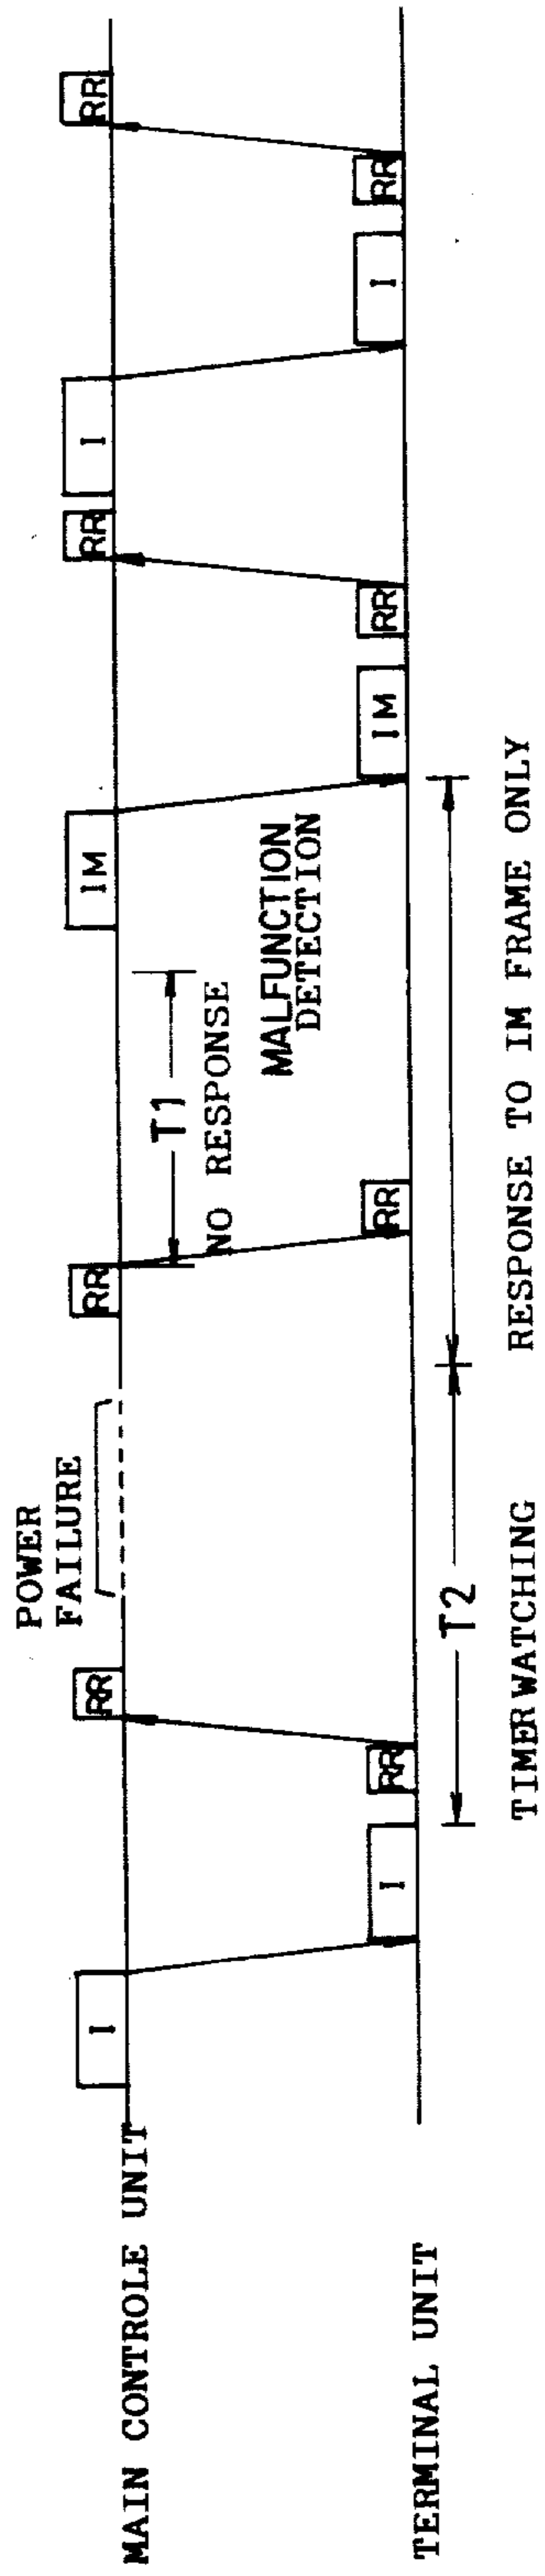 POWER
FAILURE
I
RR
RR
IM
RR
I
RR
MAIN CONTROLE UNIT
T1
NO RESPONSE
MALFUNCTION
DETECTION
I
RR
RR
IM
RR
I
RR
TERMINAL UNIT
T2
TIMER WATCHING
RESPONSE TO IM FRAME ONLY